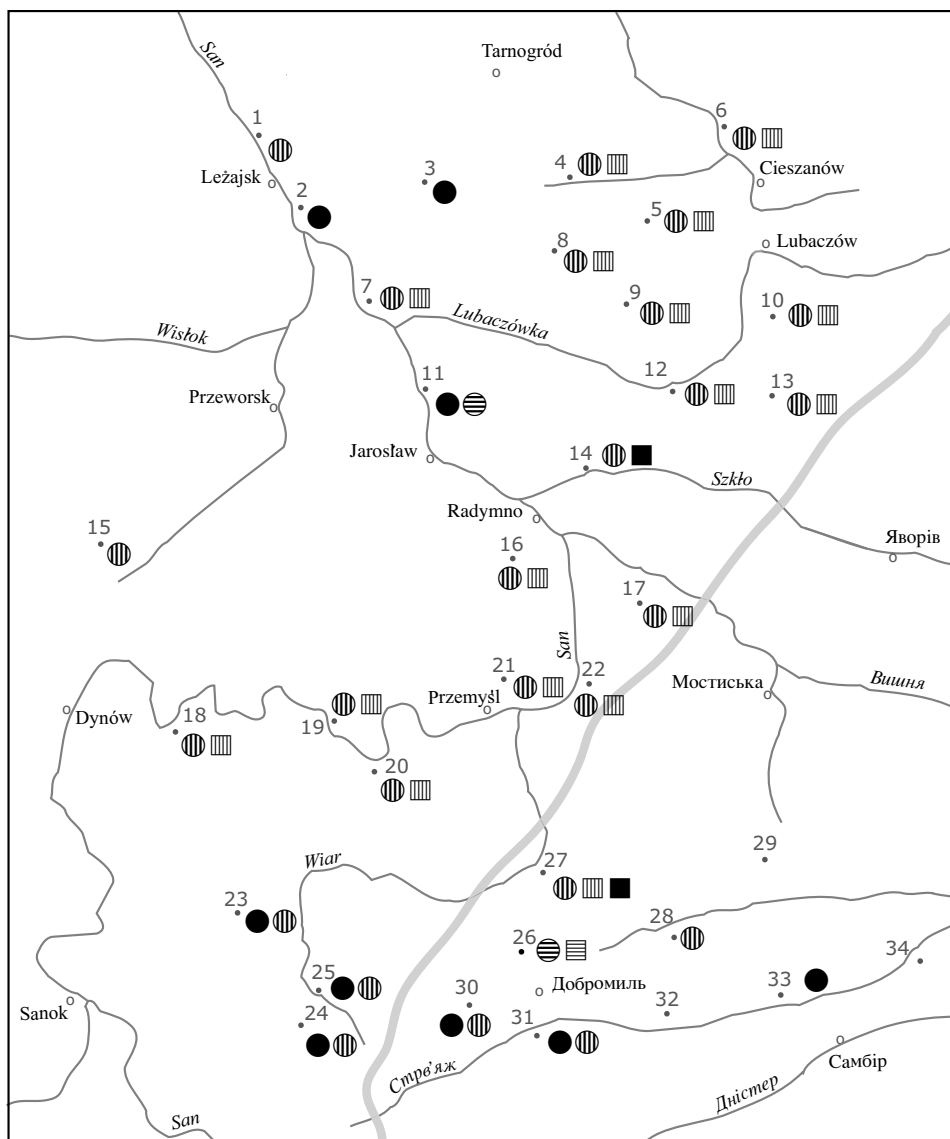 San
Tarnogród
1
6
Leżajsk
3
4
Cieszanów
2
5
8
Lubaczów
7
9
10
Wisłok
Lubaczówka
11
12
13
Przeworsk
Jarosław
14
Szkło
Radymno
15
16
Яворів
17
San
21
22
Мостиська
Вишня
Dynów
18
19
Przemyśl
20
Wiar
27
29
23
28
26
34
25
30
Добромиль
32
33
Sanok
24
31
Стрв'яж
Самбір
San
Дністер